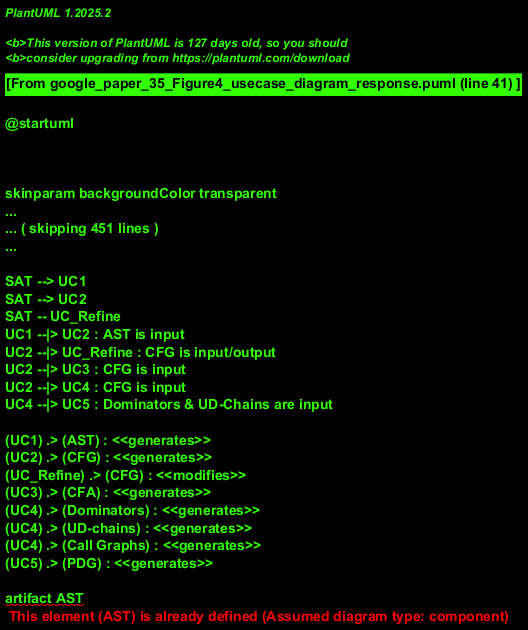 PlantUML 1.2025.2
<b>This version of PlantUML is 127 days old, so you should
<b>consider upgrading from https://plantuml.com/download
[From google_paper_35_Figure4_usecase_diagram_response.puml (line 41) ]
@startuml
skinparam backgroundColor transparent
...
... ( skipping 451 lines )
...
SAT --> UC1
SAT --> UC2
SAT -- UC_Refine
UC1 --|> UC2 : AST is input
UC2 --|> UC_Refine : CFG is input/output
UC2 --|> UC3 : CFG is input
UC2 --|> UC4 : CFG is input
UC4 --|> UC5 : Dominators & UD-Chains are input
(UC1) .> (AST) : <<generates>>
(UC2) .> (CFG) : <<generates>>
(UC_Refine) .> (CFG) : <<modifies>>
(UC3) .> (CFA) : <<generates>>
(UC4) .> (Dominators) : <<generates>>
(UC4) .> (UD-chains) : <<generates>>
(UC4) .> (Call Graphs) : <<generates>>
(UC5) .> (PDG) : <<generates>>
artifact AST
This element (AST) is already defined (Assumed diagram type: component)